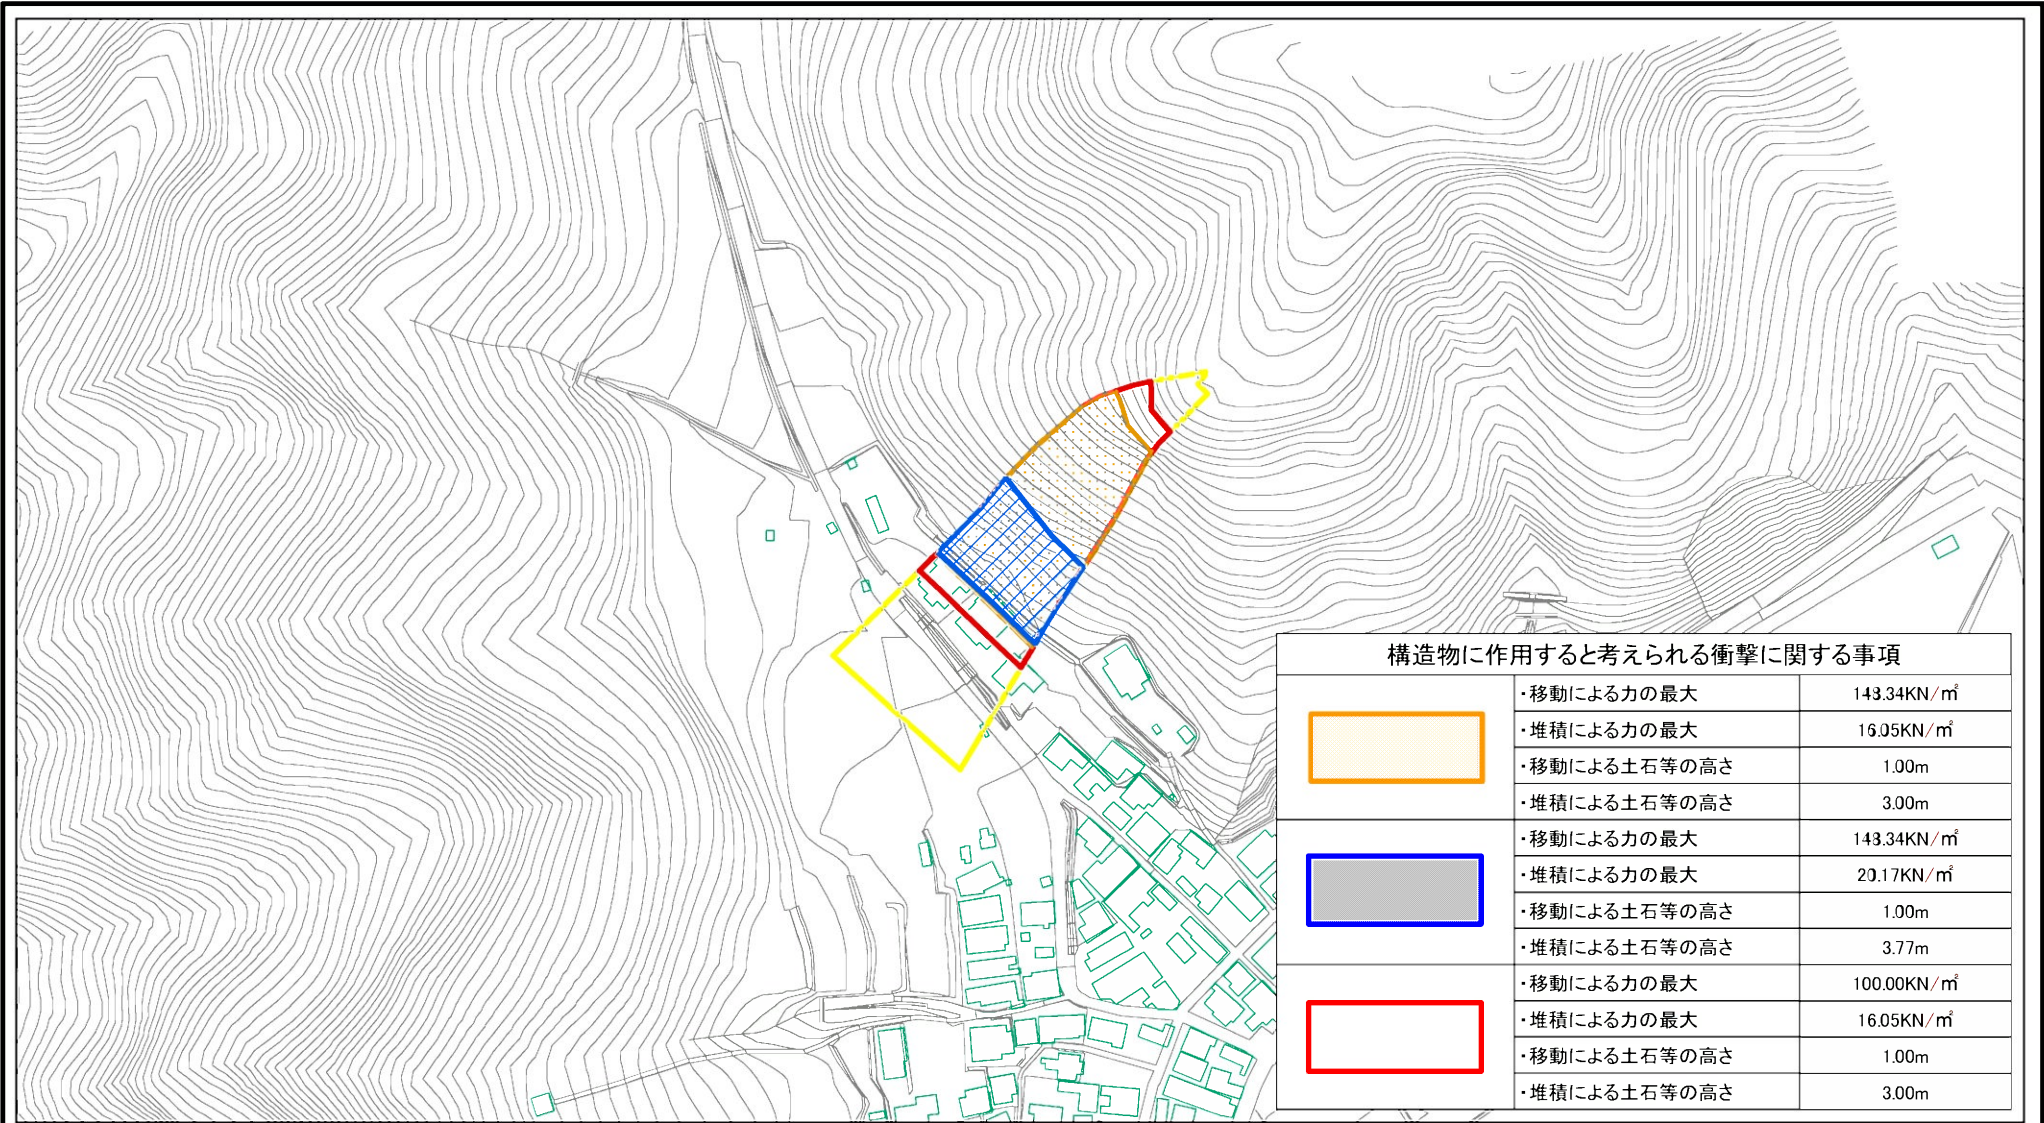 構造物に作用すると考えられる衝撃に関する事項
・移動による力の最大 148.34KN/㎡
・堆積による力の最大 16.05KN/㎡
・移動による土石等の高さ 1.00m
・堆積による土石等の高さ 3.00m
・移動による力の最大 148.34KN/㎡
・堆積による力の最大 20.17KN/㎡
・移動による土石等の高さ 1.00m
・堆積による土石等の高さ 3.77m
・移動による力の最大 100.00KN/㎡
・堆積による力の最大 16.05KN/㎡
・移動による土石等の高さ 1.00m
・堆積による土石等の高さ 3.00m